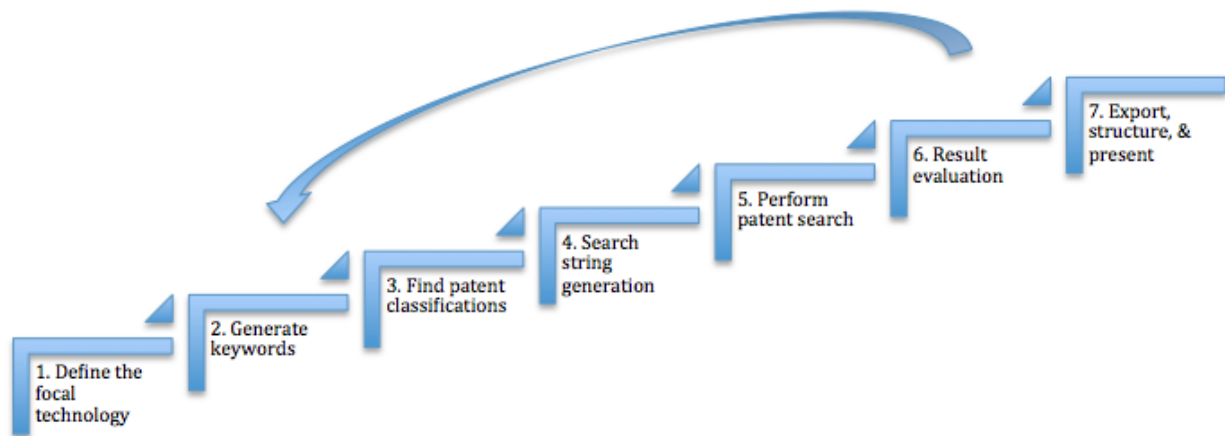 1. Define the
focal
technology
2. Generate
keywords
3. Find patent
classifications
4. Search
string
generation
5. Perform
patent search
6. Result
evaluation
7. Export,
structure, &
present